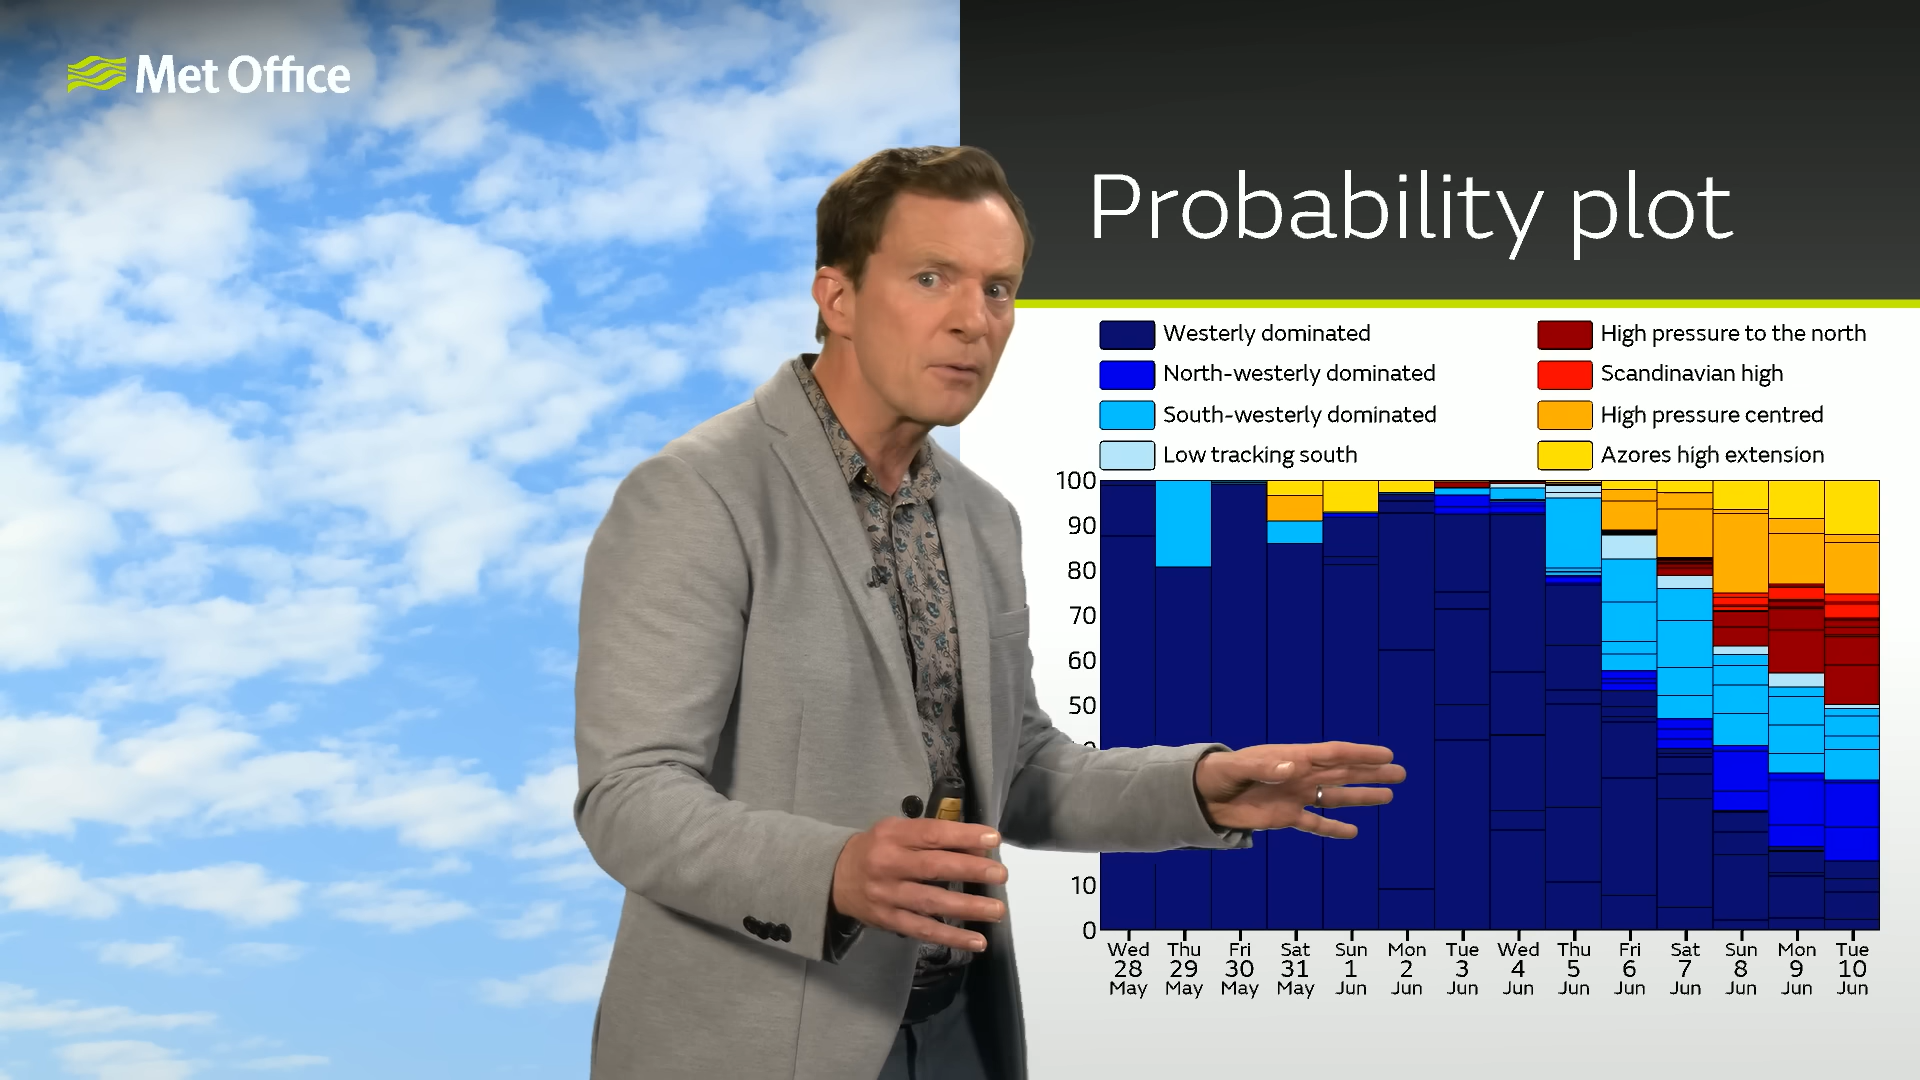 Met Office
Probability plot
Westerly dominated
North-westerly dominated
South-westerly dominated
Low tracking south
High pressure to the north
Scandinavian high
High pressure centred
Azores high extension
100
90
80
70
60
50
10
0
Wed Thu Fri Sat Sun Mon Tue Wed Thu Fri Sat Sun Mon Tue
28 29 30 31 1 2 3 4 5 6 7 8 9 10
May May May May Jun Jun Jun Jun Jun Jun Jun Jun Jun Jun